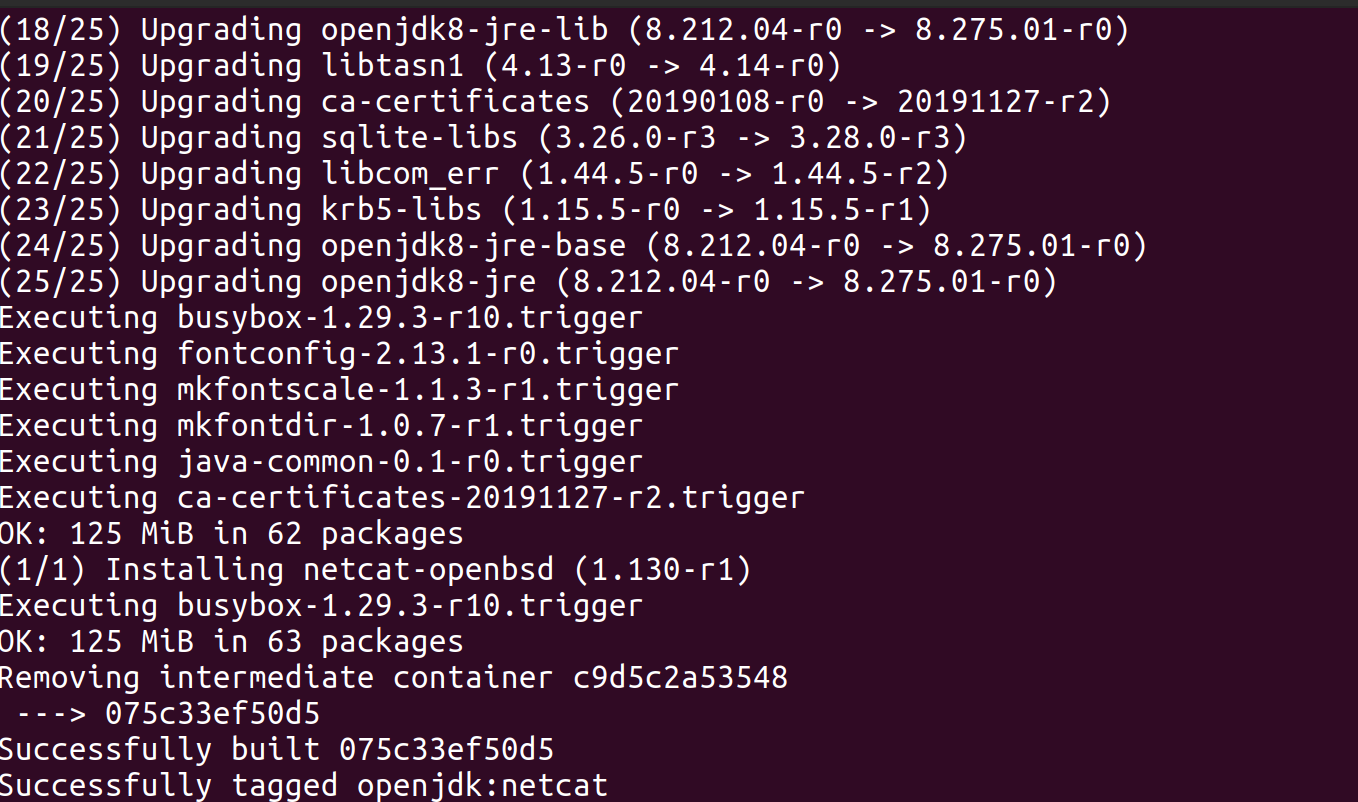 (18/25) Upgrading openjdk8-jre-lib (8.212.04-r0 -> 8.275.01-r0)
(19/25) Upgrading libtasn1 (4.13-r0 -> 4.14-r0)
(20/25) Upgrading ca-certificates (20190108-r0 -> 20191127-r2)
(21/25) Upgrading sqlite-libs (3.26.0-r3 -> 3.28.0-r3)
(22/25) Upgrading libcom_err (1.44.5-r0 -> 1.44.5-r2)
(23/25) Upgrading krb5-libs (1.15.5-r0 -> 1.15.5-r1)
(24/25) Upgrading openjdk8-jre-base (8.212.04-r0 -> 8.275.01-r0)
(25/25) Upgrading openjdk8-jre (8.212.04-r0 -> 8.275.01-r0)
Executing busybox-1.29.3-r10.trigger
Executing fontconfig-2.13.1-r0.trigger
Executing mkfontscale-1.1.3-r1.trigger
Executing mkfontdir-1.0.7-r1.trigger
Executing java-common-0.1-r0.trigger
Executing ca-certificates-20191127-r2.trigger
OK: 125 MiB in 62 packages
(1/1) Installing netcat-openbsd (1.130-r1)
Executing busybox-1.29.3-r10.trigger
OK: 125 MiB in 63 packages
Removing intermediate container c9d5c2a53548
 ---> 075c33ef50d5
Successfully built 075c33ef50d5
Successfully tagged openjdk:netcat